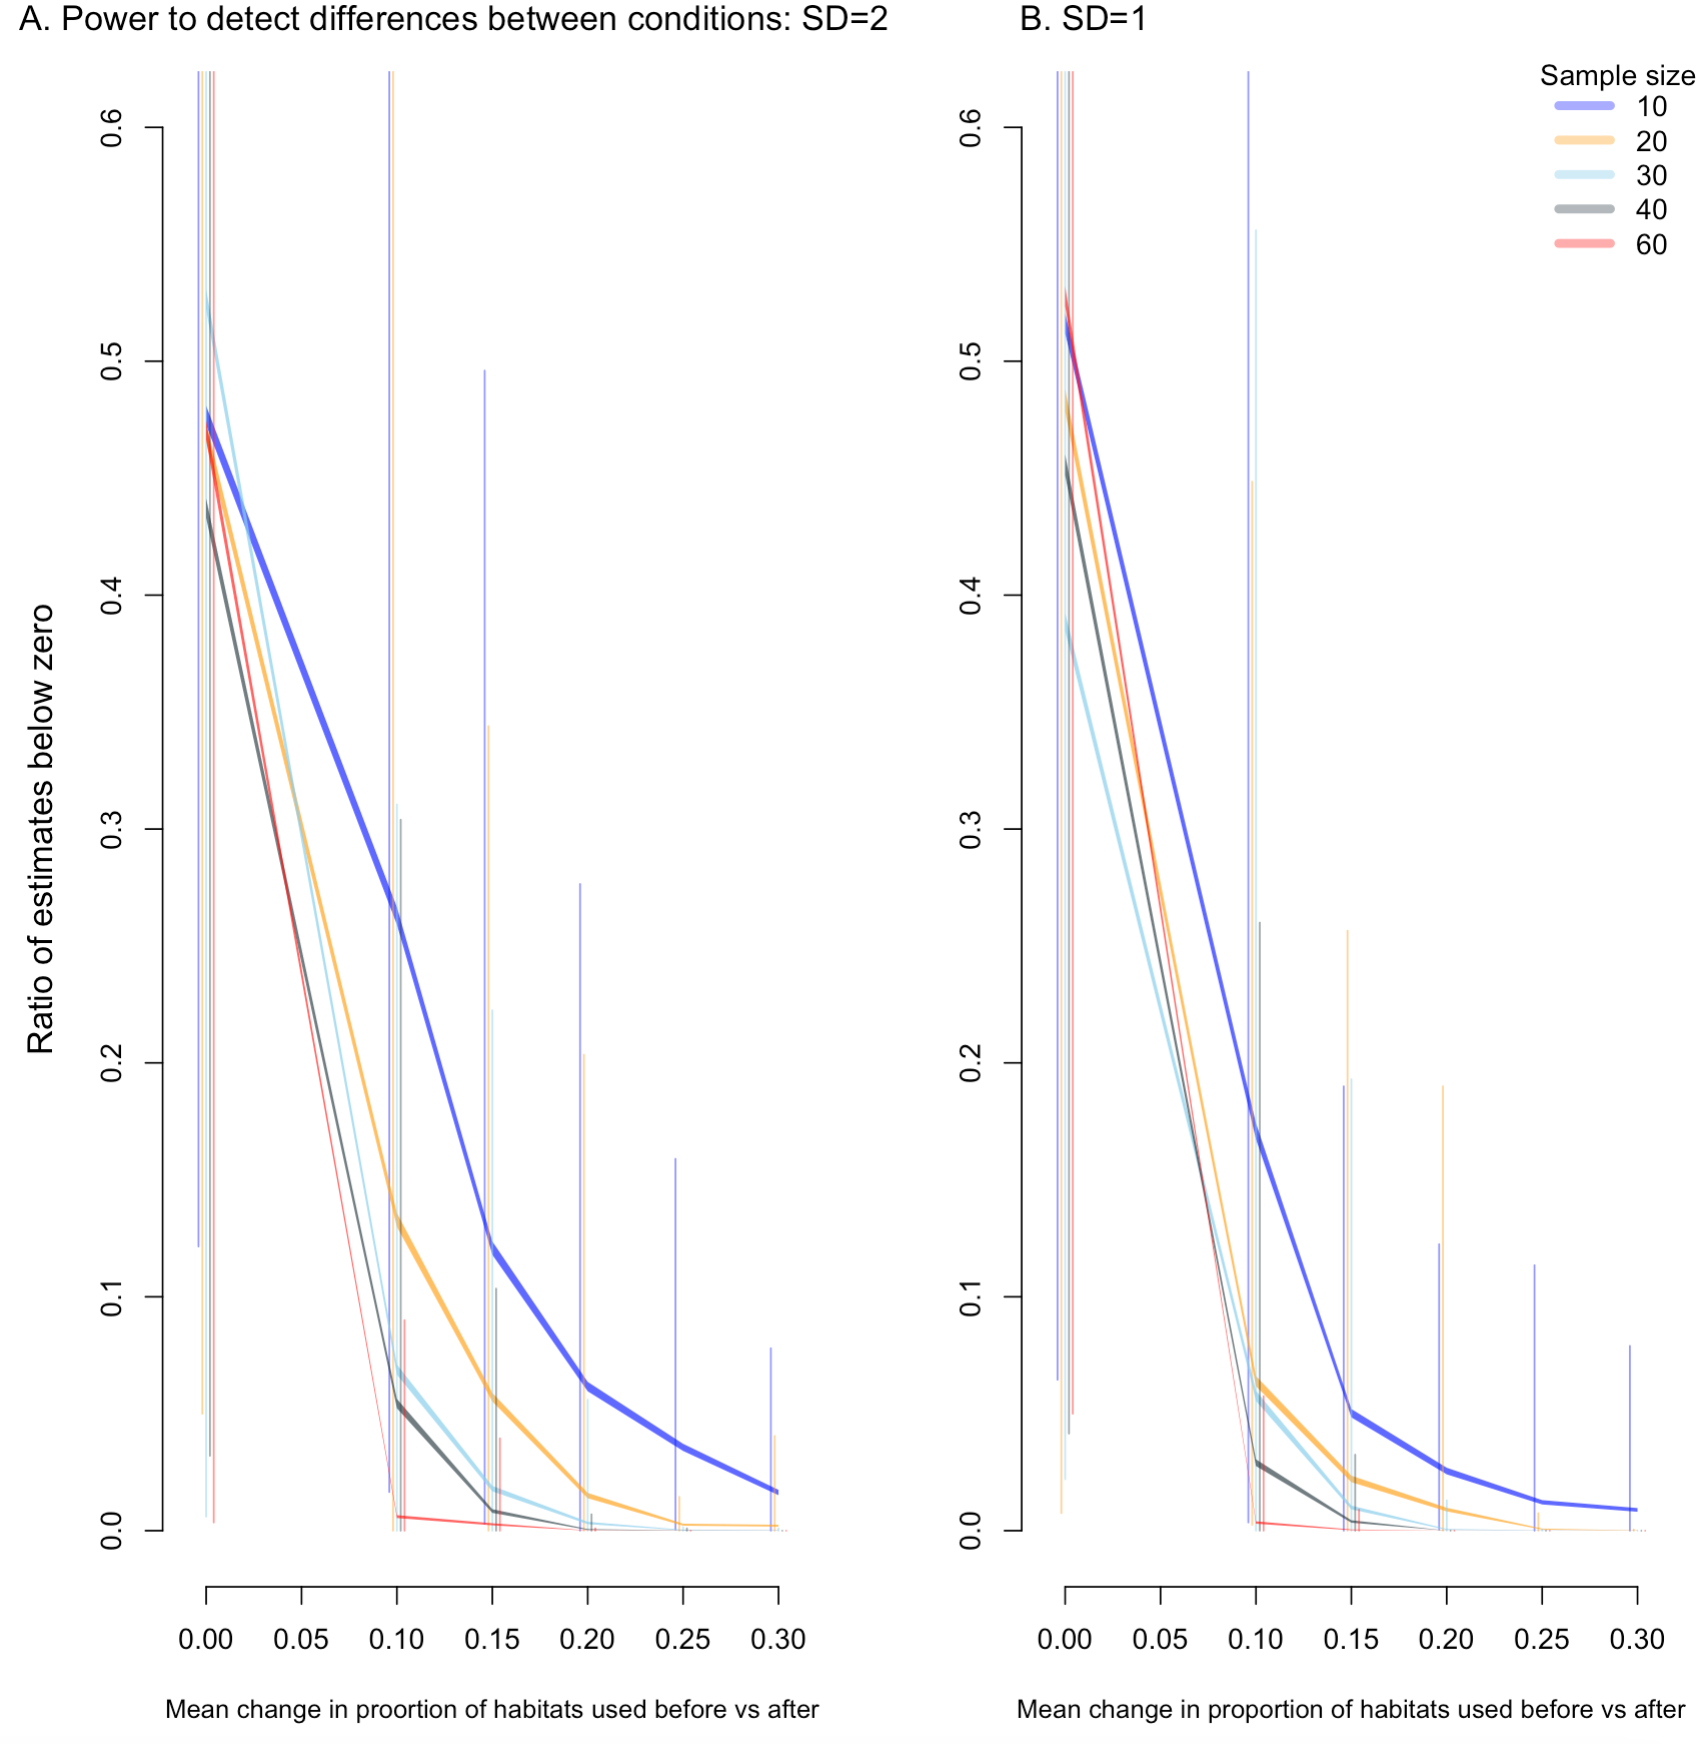 A. Power to detect differences between conditions: SD=2
B. SD=1
Sample size
10
20
30
40
60
Ratio of estimates below zero
0.6
0.5
0.4
0.3
0.2
0.1
0.0
0.00 0.05 0.10 0.15 0.20 0.25 0.30
Mean change in proortion of habitats used before vs after
0.6
0.5
0.4
0.3
0.2
0.1
0.0
0.00 0.05 0.10 0.15 0.20 0.25 0.30
Mean change in proportion of habitats used before vs after